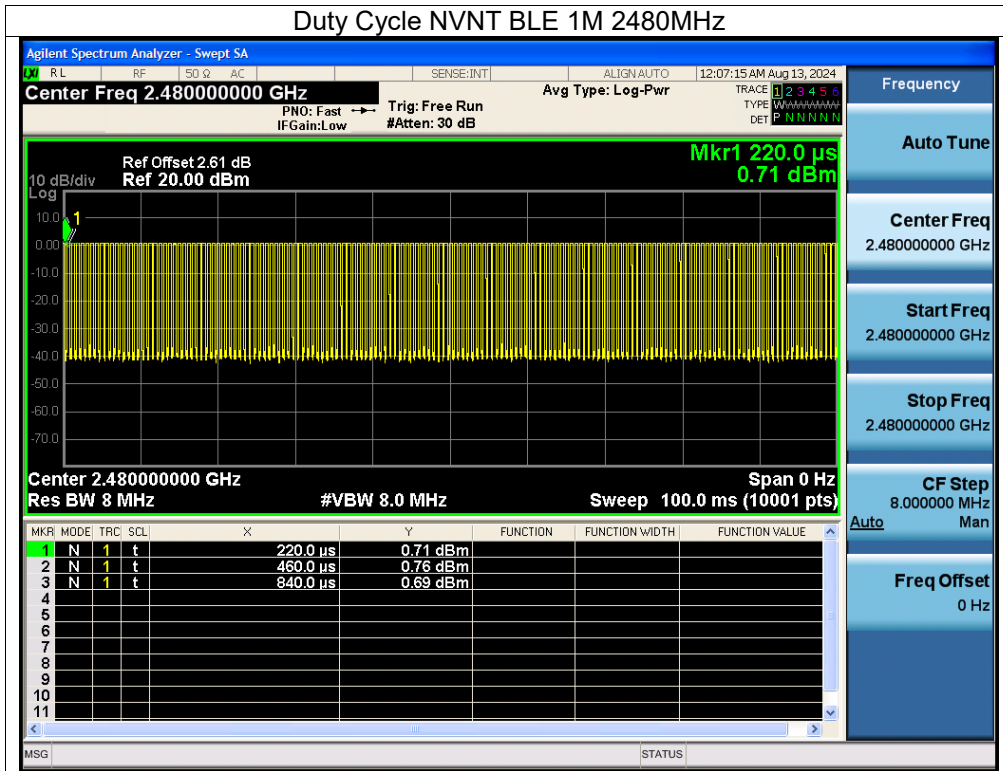 Duty Cycle NVNT BLE 1M 2480MHz
Agilent Spectrum Analyzer - Swept SA
LXI RL RF 50 Ω AC SENSE:INT ALIGN AUTO 12:07:15 AM Aug 13, 2024
Center Freq 2.480000000 GHz
PNO: Fast
IFGain:Low
Trig: Free Run
#Atten: 30 dB
Avg Type: Log-Pwr
TRACE 1 2 3 4 5 6
TYPE WWWWWW
DET P N N N N N
Ref Offset 2.61 dB
10 dB/div Ref 20.00 dBm
Log
Mkr1 220.0 µs
0.71 dBm
1
10.0
0.00
-10.0
-20.0
-30.0
-40.0
-50.0
-60.0
-70.0
Center 2.480000000 GHz Span 0 Hz
Res BW 8 MHz #VBW 8.0 MHz Sweep 100.0 ms (10001 pts)
MKR MODE TRC SCL X Y FUNCTION FUNCTION WIDTH FUNCTION VALUE
1 N 1 t 220.0 µs 0.71 dBm
2 N 1 t 460.0 µs 0.76 dBm
3 N 1 t 840.0 µs 0.69 dBm
4
5
6
7
8
9
10
11
MSG STATUS
Frequency
Auto Tune
Center Freq
2.480000000 GHz
Start Freq
2.480000000 GHz
Stop Freq
2.480000000 GHz
CF Step
8.000000 MHz
Auto Man
Freq Offset
0 Hz